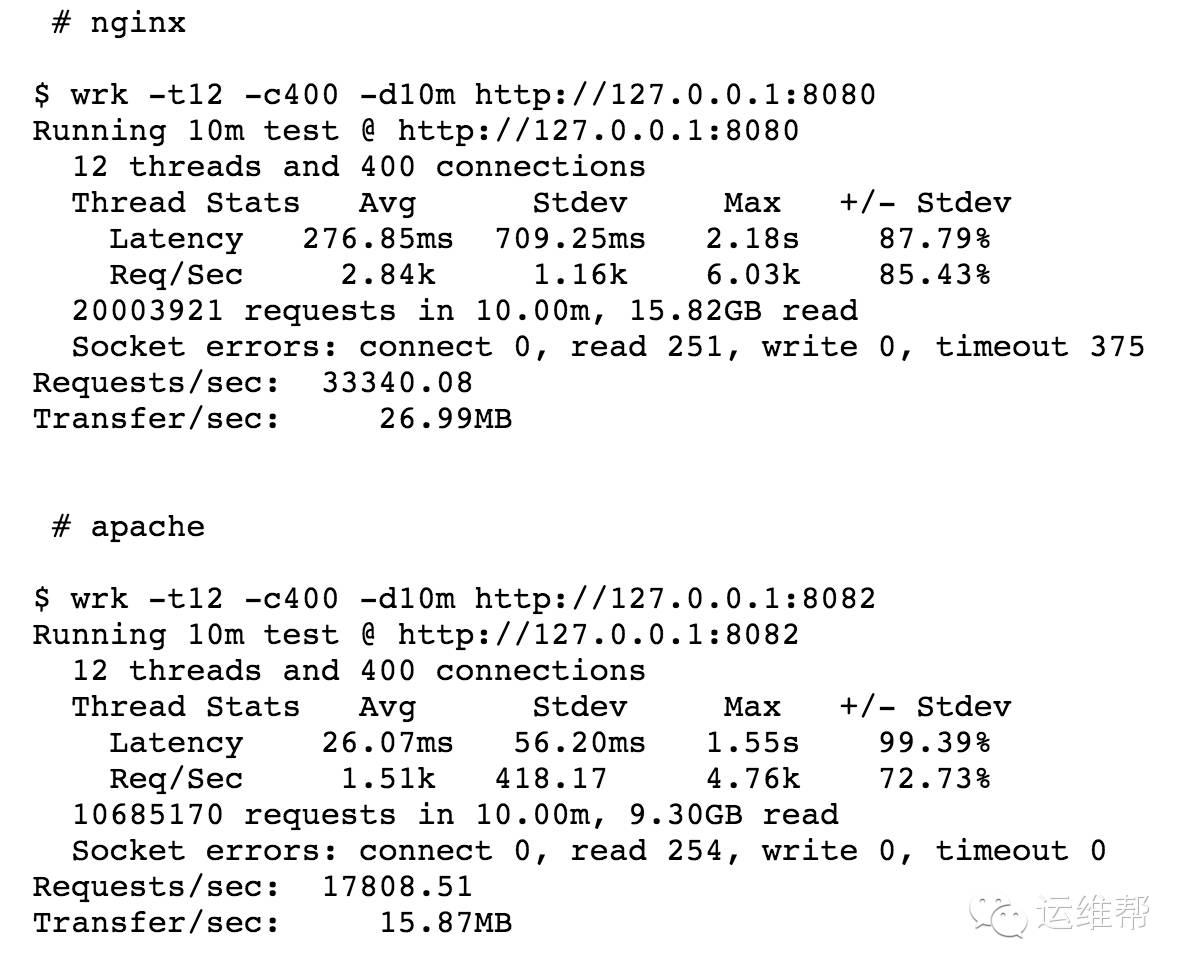 # nginx
$ wrk -t12 -c400 -d10m http://127.0.0.1:8080
Running 10m test @ http://127.0.0.1:8080
12 threads and 400 connections
Thread Stats Avg Stdev Max +/- Stdev
Latency 276.85ms 709.25ms 2.18s 87.79%
Req/Sec 2.84k 1.16k 6.03k 85.43%
20003921 requests in 10.00m, 15.82GB read
Socket errors: connect 0, read 251, write 0, timeout 375
Requests/sec: 33340.08
Transfer/sec: 26.99MB
# apache
$ wrk -t12 -c400 -d10m http://127.0.0.1:8082
Running 10m test @ http://127.0.0.1:8082
12 threads and 400 connections
Thread Stats Avg Stdev Max +/- Stdev
Latency 26.07ms 56.20ms 1.55s 99.39%
Req/Sec 1.51k 418.17 4.76k 72.73%
10685170 requests in 10.00m, 9.30GB read
Socket errors: connect 0, read 254, write 0, timeout 0
Requests/sec: 17808.51
Transfer/sec: 15.87MB
运维帮